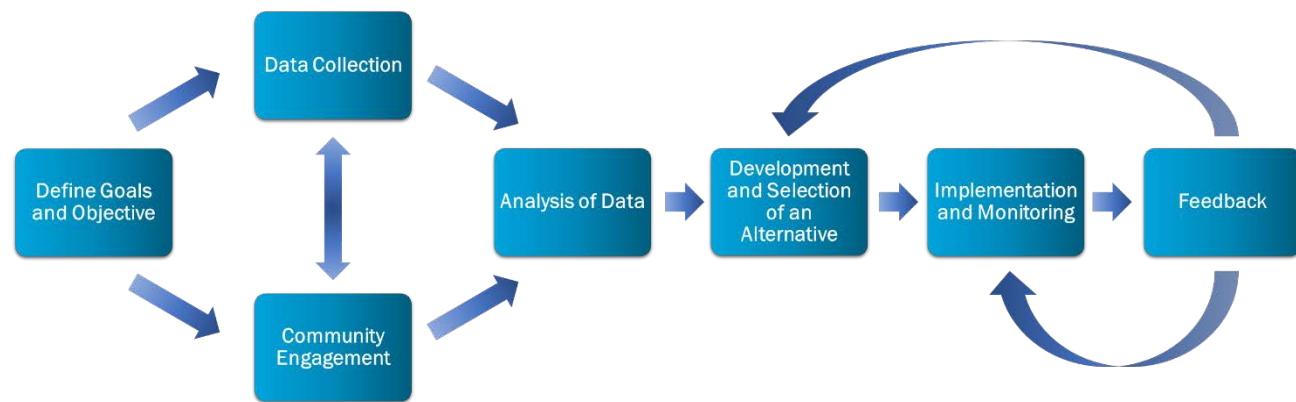 Data Collection
Define Goals
and Objective
Community
Engagement
Analysis of Data
Development
and Selection
of an
Alternative
Implementation
and Monitoring
Feedback